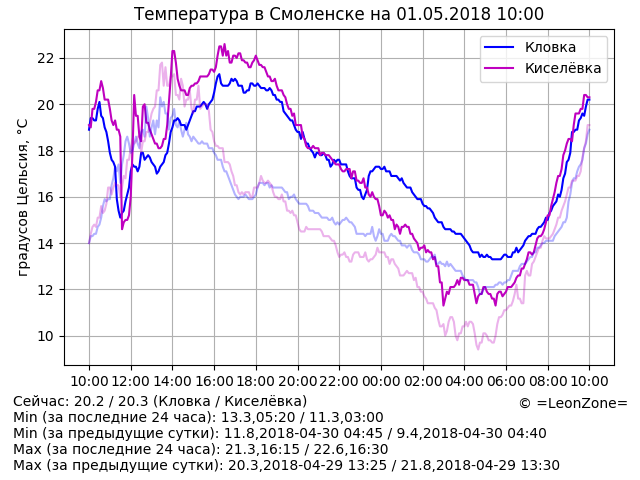 Температура в Смоленске на 01.05.2018 10:00
Кловка
Киселёвка
градусов Цельсия, °C
22
20
18
16
14
12
10
10:00 12:00 14:00 16:00 18:00 20:00 22:00 00:00 02:00 04:00 06:00 08:00 10:00
Сейчас: 20.2 / 20.3 (Кловка / Киселёвка)
© =LeonZone=
Min (за последние 24 часа): 13.3,05:20 / 11.3,03:00
Min (за предыдущие сутки): 11.8,2018-04-30 04:45 / 9.4,2018-04-30 04:40
Max (за последние 24 часа): 21.3,16:15 / 22.6,16:30
Max (за предыдущие сутки): 20.3,2018-04-29 13:25 / 21.8,2018-04-29 13:30